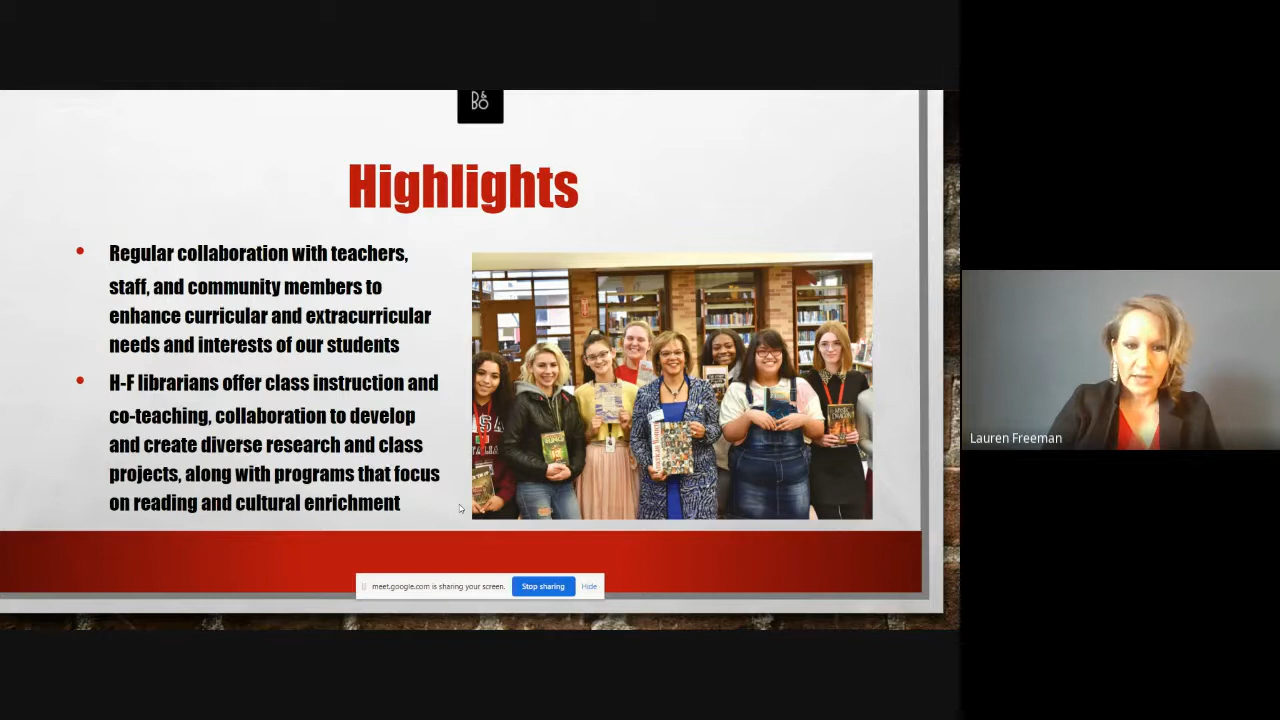 D&
BO
Highlights
• Regular collaboration with teachers,
staff, and community members to
enhance curricular and extracurricular
needs and interests of our students
• H-F librarians offer class instruction and
co-teaching, collaboration to develop
and create diverse research and class
projects, along with programs that focus
on reading and cultural enrichment
meet.google.com is sharing your screen. Stop sharing Hide
Lauren Freeman